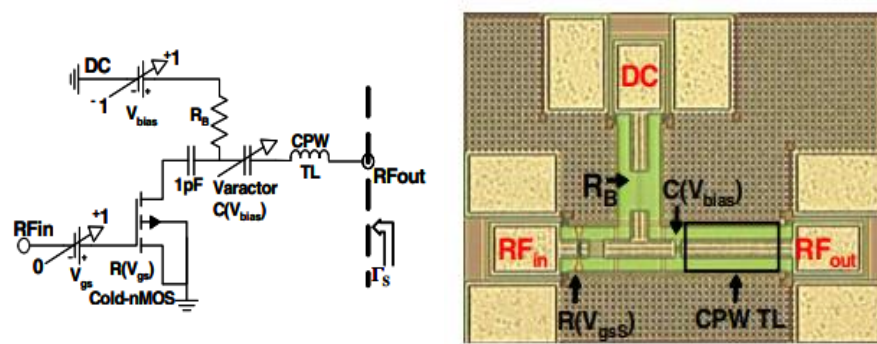 DC
+1
-1
- +
Vbias
RB
CPW
TL
1pF
Varactor
C(Vbias)
RFout
RFin
+1
0
- +
Vgs
R(Vgs)
Cold-nMOS
ΓS
DC
RB
C(Vbias)
RFin
RFout
R(VgsS)
CPW TL